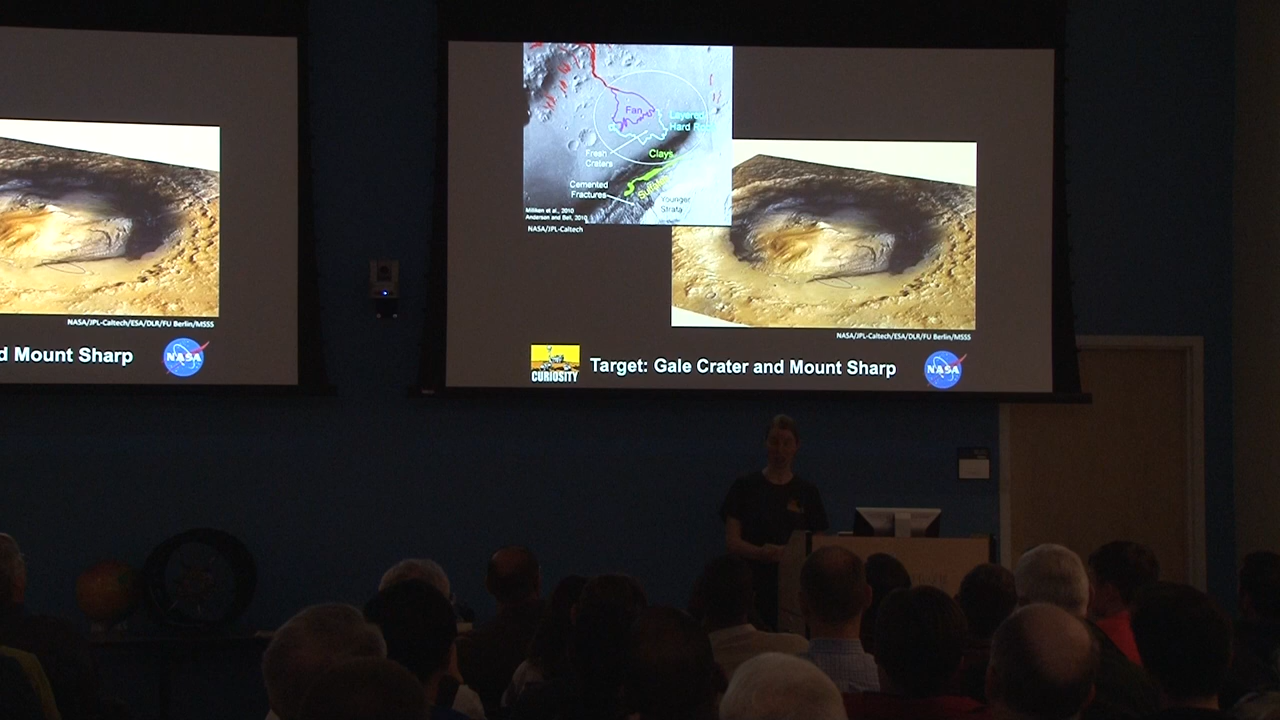 NASA/JPL-Caltech/ESA/DLR/FU Berlin/MSSS
d Mount Sharp
NASA
Fan
Layered
Hard
Fresh
Craters
Clays
Cemented
Fractures
Younger
Strata
Milliken et al., 2010
Anderson and Bell, 2010
NASA/JPL-Caltech
NASA/JPL-Caltech/ESA/DLR/FU Berlin/MSSS
CURIOSITY
Target: Gale Crater and Mount Sharp
NASA